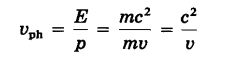 v_ph = E/p = mc²/mv = c²/v